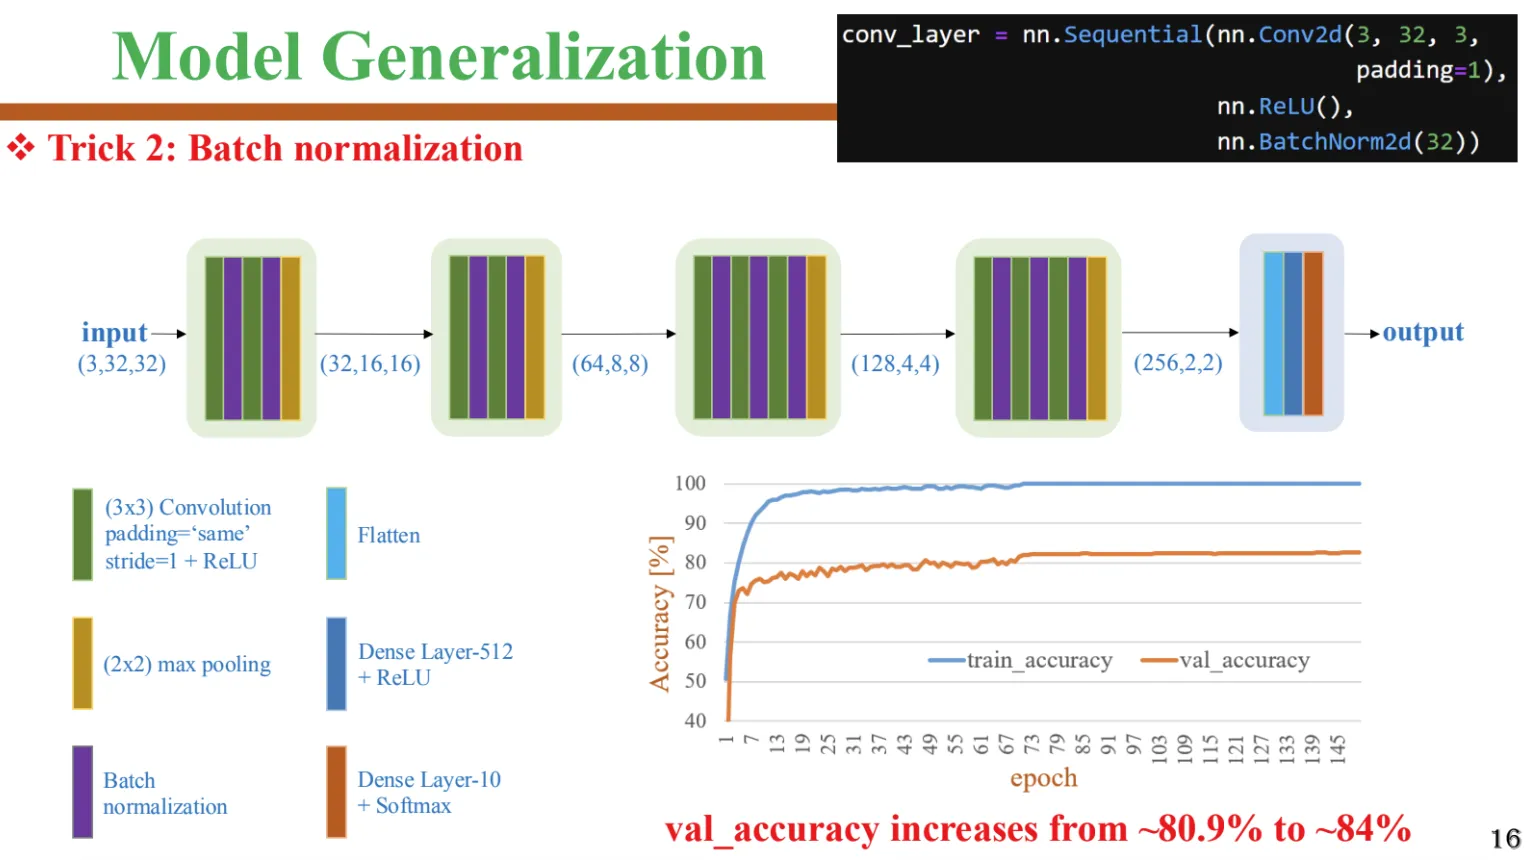 Model Generalization
conv_layer = nn.Sequential(nn.Conv2d(3, 32, 3,
padding=1),
nn.ReLU(),
nn.BatchNorm2d(32))
❖ Trick 2: Batch normalization
input
(3,32,32)
(32,16,16)
(64,8,8)
(128,4,4)
(256,2,2)
output
(3x3) Convolution
padding=‘same’
stride=1 + ReLU
Flatten
(2x2) max pooling
Dense Layer-512
+ ReLU
Batch
normalization
Dense Layer-10
+ Softmax
Accuracy [%]
100
90
80
70
60
50
40
train_accuracy
val_accuracy
1 7 13 19 25 31 37 43 49 55 61 67 73 79 85 91 97 103 109 115 121 127 133 139 145
epoch
val_accuracy increases from ~80.9% to ~84%
16